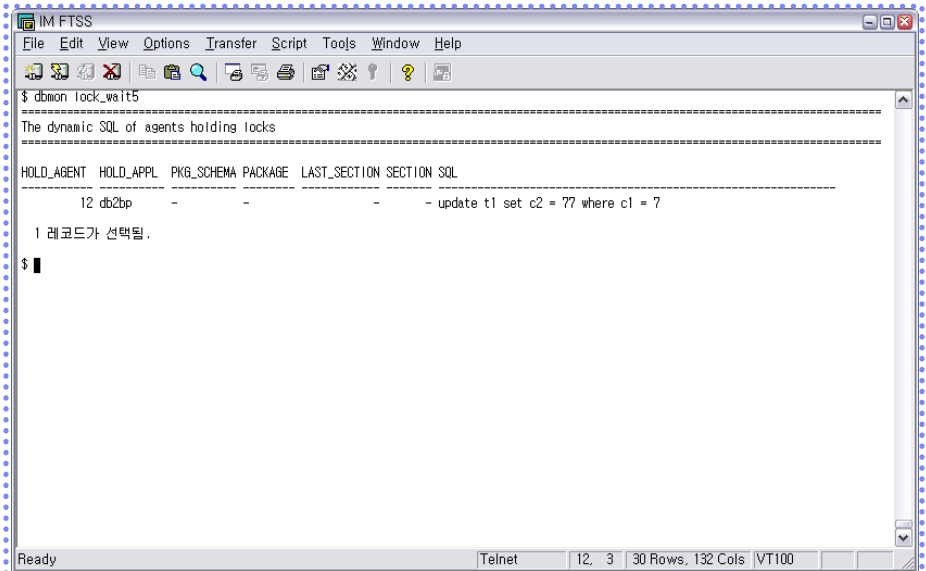 IM FTSS
File Edit View Options Transfer Script Tools Window Help
$ dbmon lock_wait5
================================================================================
The dynamic SQL of agents holding locks
================================================================================
HOLD_AGENT HOLD_APPL PKG_SCHEMA PACKAGE LAST_SECTION SECTION SQL
---------- --------- ---------- ------- ------------ ------- ------------------------------------------------------
12 db2bp - - - - update t1 set c2 = 77 where c1 = 7
1 레코드가 선택됨.
$
Ready Telnet 12, 3 30 Rows, 132 Cols VT100